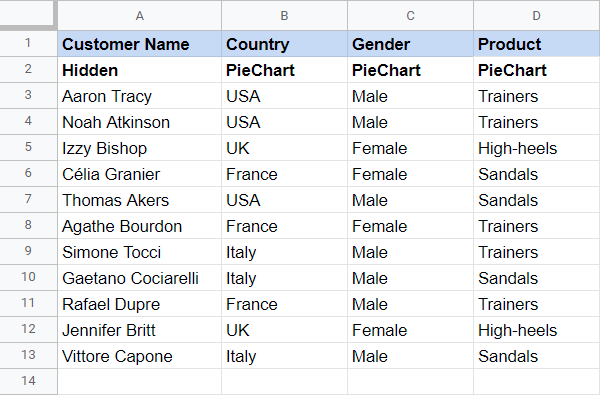 A B C D
1 Customer Name Country Gender Product
2 Hidden PieChart PieChart PieChart
3 Aaron Tracy USA Male Trainers
4 Noah Atkinson USA Male Trainers
5 Izzy Bishop UK Female High-heels
6 Célia Granier France Female Sandals
7 Thomas Akers USA Male Sandals
8 Agathe Bourdon France Female Trainers
9 Simone Tocci Italy Male Trainers
10 Gaetano Cociarelli Italy Male Sandals
11 Rafael Dupre France Male Trainers
12 Jennifer Britt UK Female High-heels
13 Vittore Capone Italy Male Sandals
14